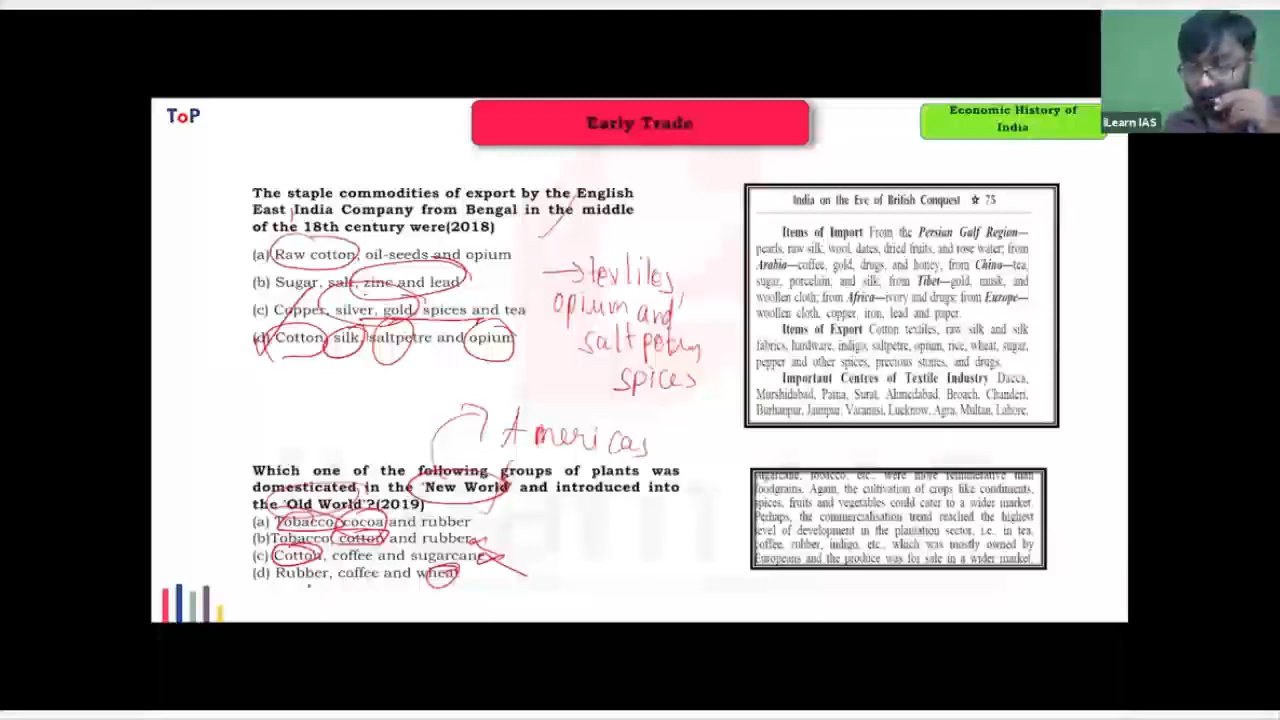 iLearn IAS
ToP
Early Trade
Economic History of
India
The staple commodities of export by the English
East India Company from Bengal in the middle
of the 18th century were(2018)
(a) Raw cotton, oil-seeds and opium
(b) Sugar, salt, zinc and lead
(c) Copper, silver, gold, spices and tea
(d) Cotton, silk, saltpetre and opium
→ textiles
opium and
saltpetre
spices
Americas
Which one of the following groups of plants was
domesticated in the 'New World' and introduced into
the 'Old World'?(2019)
(a) Tobacco, cocoa and rubber
(b)Tobacco, cotton and rubber
(c) Cotton, coffee and sugarcane
(d) Rubber, coffee and wheat
India on the Eve of British Conquest ☆ 75
Items of Import From the Persian Gulf Region—
pearls, raw silk, wool, dates, dried fruits, and rose water; from
Arabia—coffee, gold, drugs, and honey, from China—tea,
sugar, porcelain, and silk, from Tibet—gold, musk, and
woollen cloth; from Africa—ivory and drugs; from Europe—
woollen cloth, copper, iron, lead and paper.
Items of Export Cotton textiles, raw silk and silk
fabrics, hardware, indigo, saltpetre, opium, rice, wheat, sugar,
pepper and other spices, precious stones, and drugs.
Important Centres of Textile Industry Dacca,
Murshidabad, Patna, Surat, Ahmedabad, Broach, Chanderi,
Burhanpur, Jaunpur, Varanasi, Lucknow, Agra, Multan, Lahore,
sugarcane, tobacco, etc., were more remunerative than
foodgrains. Again, the cultivation of crops like condiments,
spices, fruits and vegetables could cater to a wider market.
Perhaps, the commercialisation trend reached the highest
level of development in the plantation sector, i.e., in tea,
coffee, rubber, indigo, etc., which was mostly owned by
Europeans and the produce was for sale in a wider market.